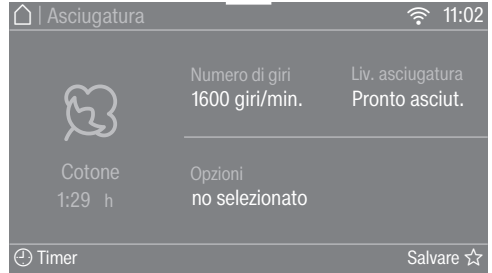 | Asciugatura
11:02
Numero di giri
1600 giri/min.
Liv. asciugatura
Pronto asciut.
Cotone
1:29 h
Opzioni
no selezionato
Timer
Salvare